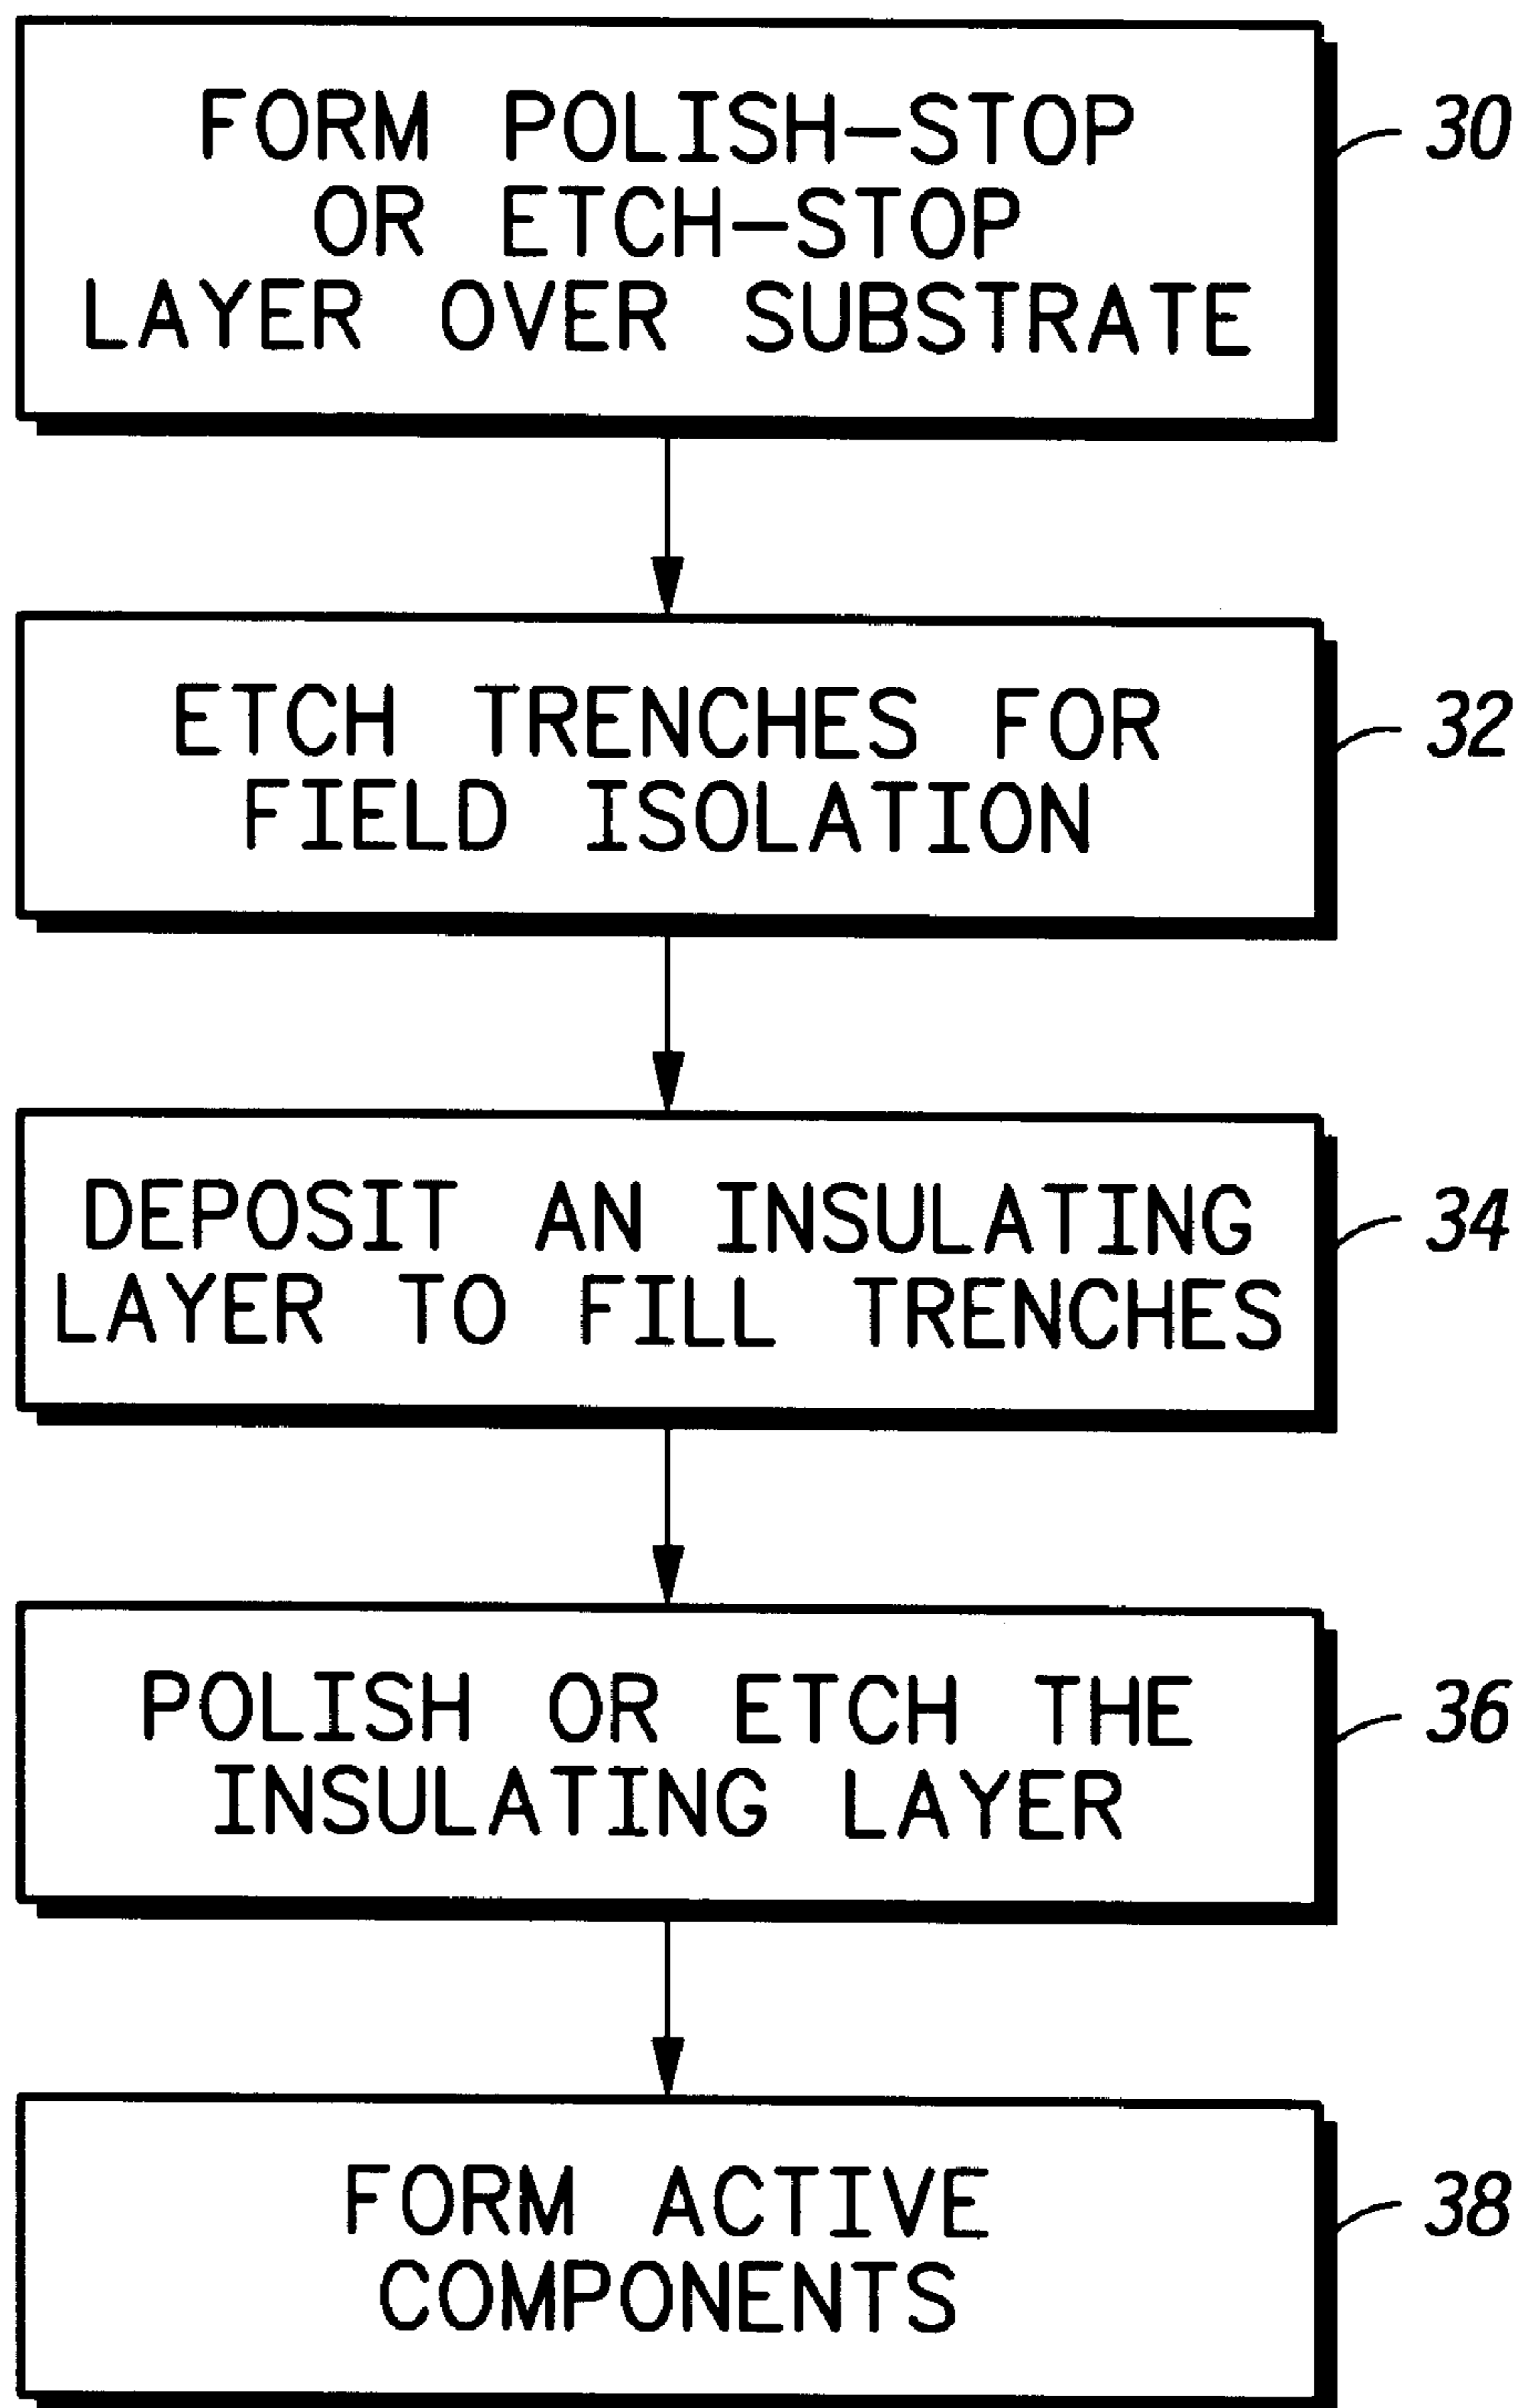 FORM POLISH-STOP
OR ETCH-STOP
LAYER OVER SUBSTRATE
30
ETCH TRENCHES FOR
FIELD ISOLATION
32
DEPOSIT AN INSULATING
LAYER TO FILL TRENCHES
34
POLISH OR ETCH THE
INSULATING LAYER
36
FORM ACTIVE
COMPONENTS
38